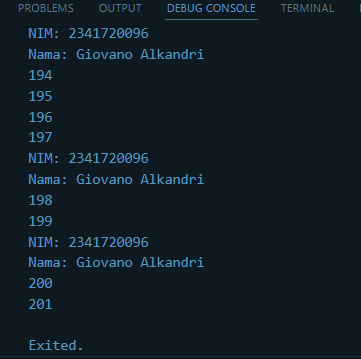 PROBLEMS OUTPUT DEBUG CONSOLE TERMINAL
NIM: 2341720096
Nama: Giovano Alkandri
194
195
196
197
NIM: 2341720096
Nama: Giovano Alkandri
198
199
NIM: 2341720096
Nama: Giovano Alkandri
200
201
Exited.